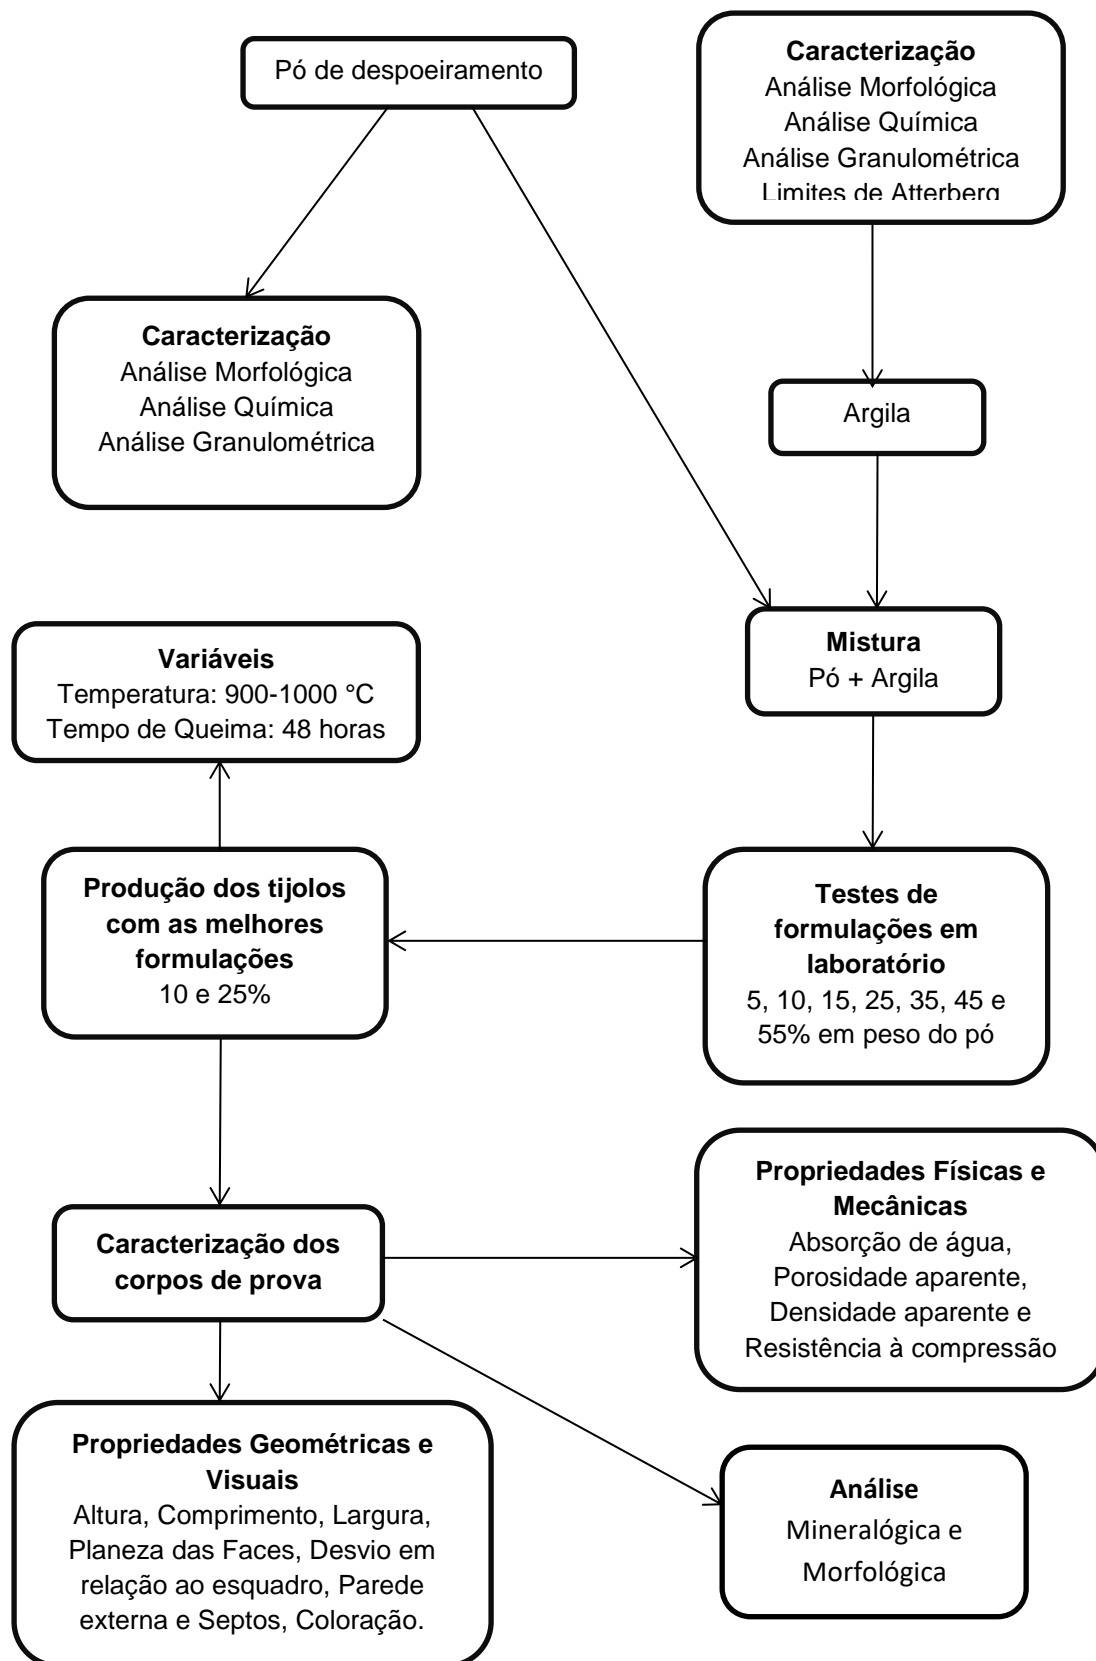 Pó de despoeiramento
Caracterização
Análise Morfológica
Análise Química
Análise Granulométrica
Limites de Atterberg
Caracterização
Análise Morfológica
Análise Química
Análise Granulométrica
Argila
Mistura
Pó + Argila
Variáveis
Temperatura: 900-1000 °C
Tempo de Queima: 48 horas
Produção dos tijolos
com as melhores
formulações
10 e 25%
Testes de
formulações em
laboratório
5, 10, 15, 25, 35, 45 e
55% em peso do pó
Propriedades Físicas e
Mecânicas
Absorção de água,
Porosidade aparente,
Densidade aparente e
Resistência à compressão
Caracterização dos
corpos de prova
Propriedades Geométricas e
Visuais
Altura, Comprimento, Largura,
Planeza das Faces, Desvio em
relação ao esquadro, Parede
externa e Septos, Coloração.
Análise
Mineralógica e
Morfológica